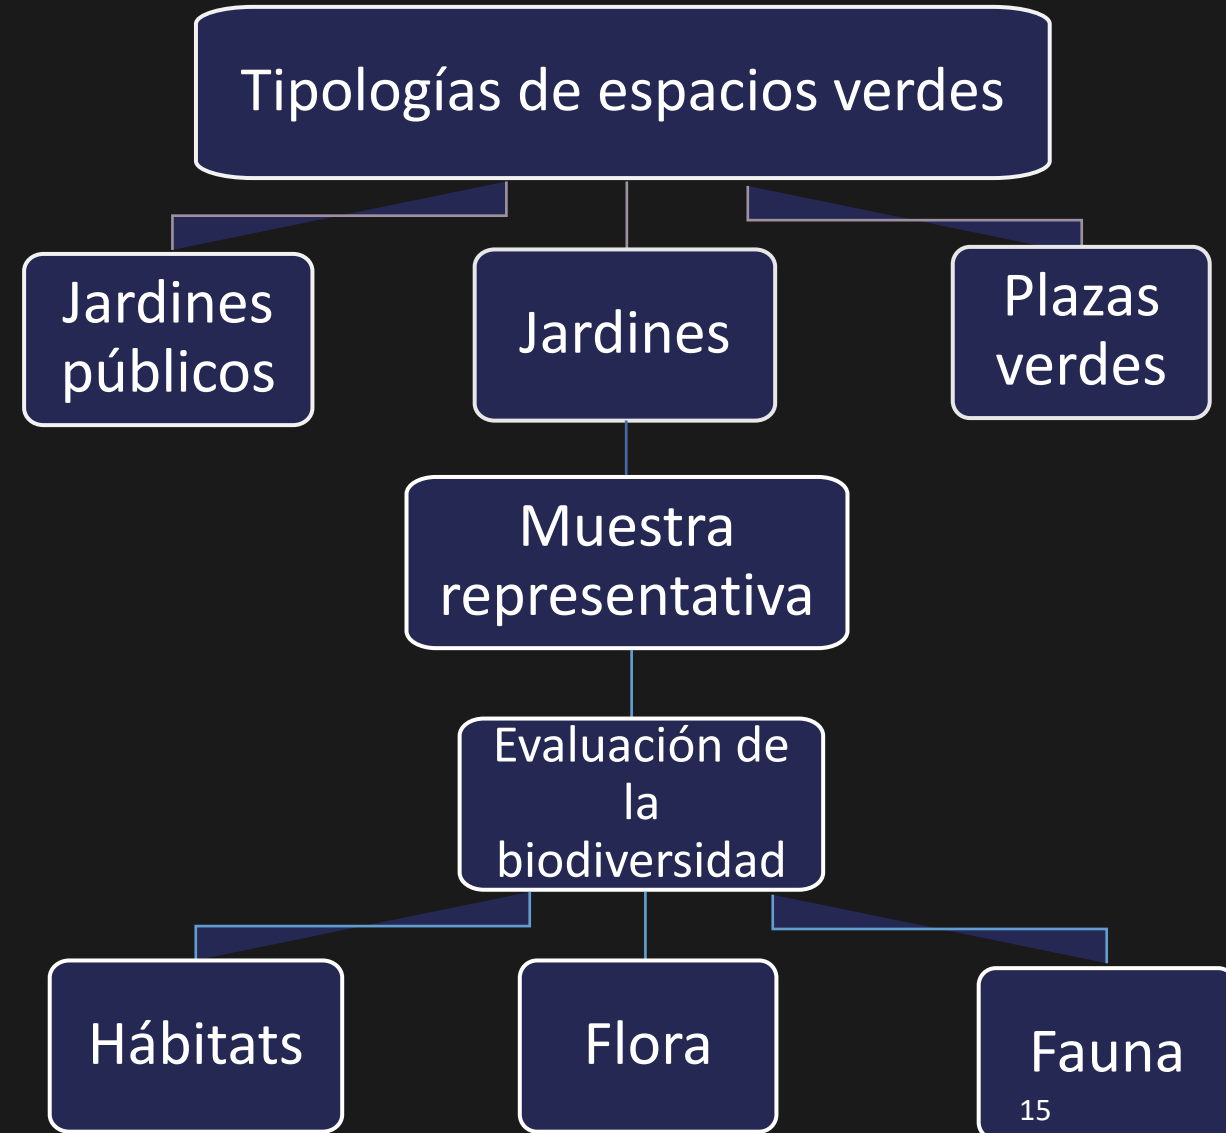 Tipologías de espacios verdes
Jardines
públicos
Jardines
Plazas
verdes
Muestra
representativa
Evaluación de
la
biodiversidad
Hábitats
Flora
Fauna
15